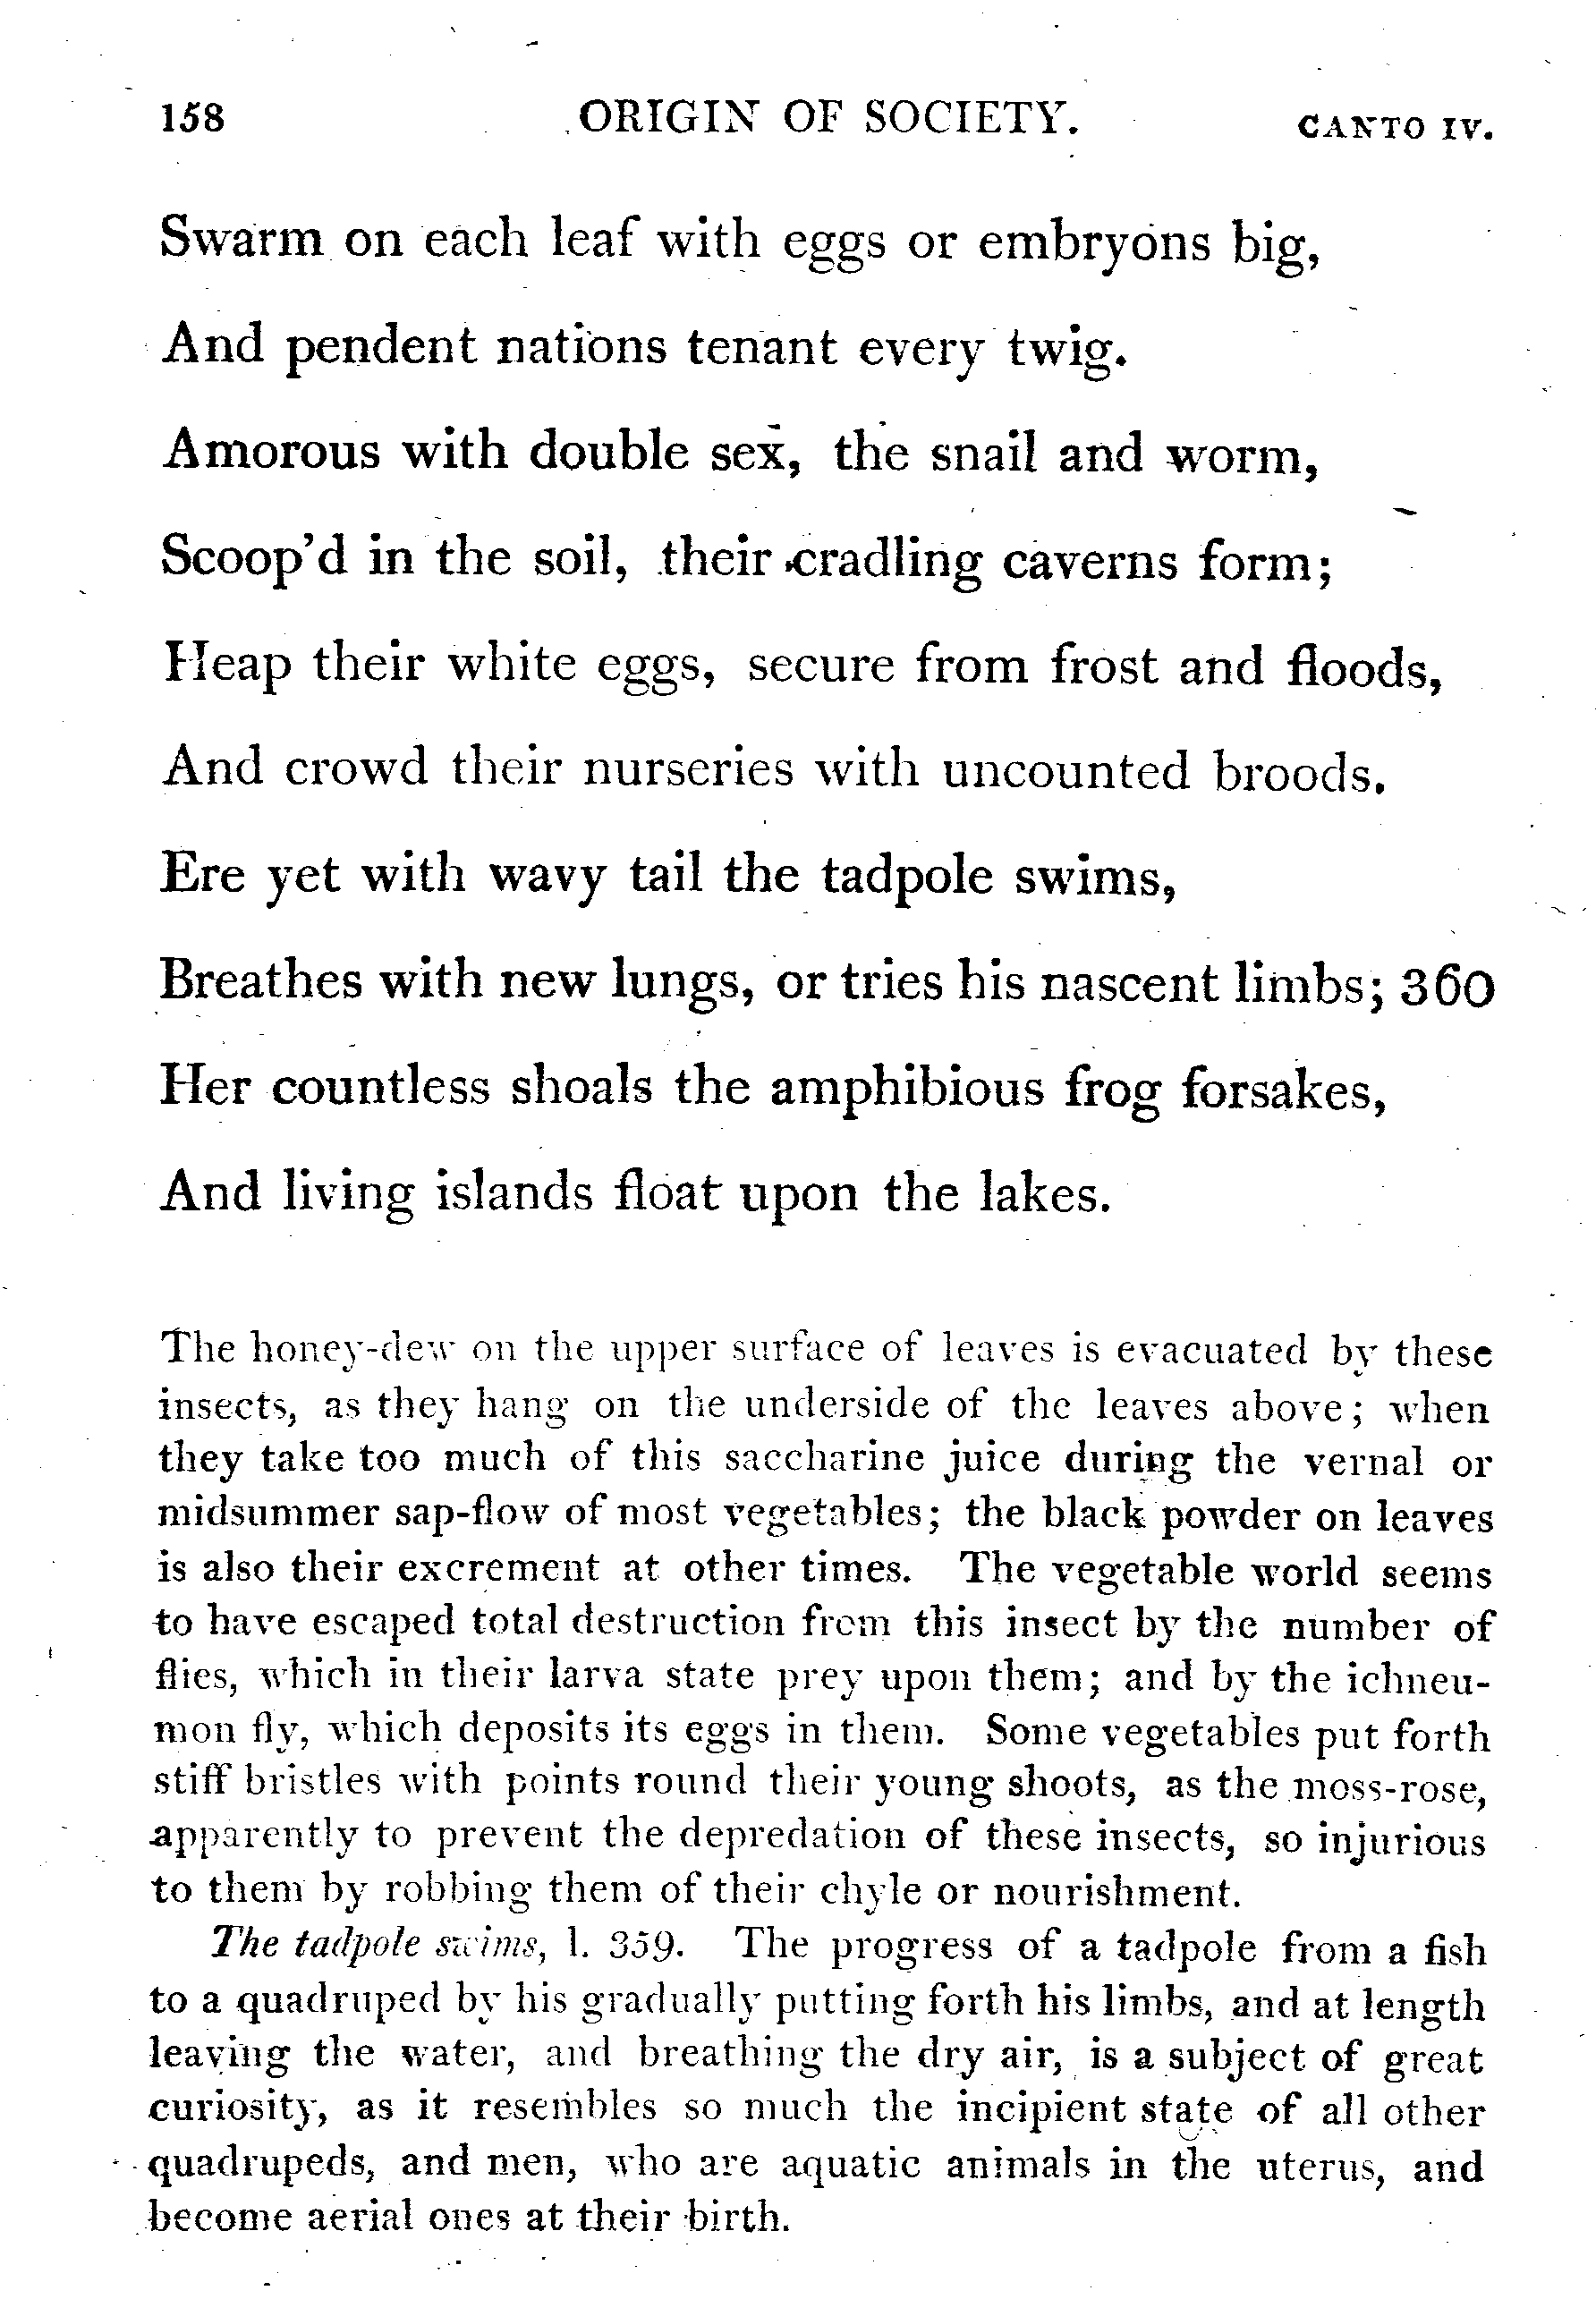 158 ORIGIN OF SOCIETY. CANTO IV.
Swarm on each leaf with eggs or embryons big,
And pendent nations tenant every twig.
Amorous with double sex, the snail and worm,
Scoop'd in the soil, their cradling caverns form;
Heap their white eggs, secure from frost and floods,
And crowd their nurseries with uncounted broods.
Ere yet with wavy tail the tadpole swims,
Breathes with new lungs, or tries his nascent limbs; 360
Her countless shoals the amphibious frog forsakes,
And living islands float upon the lakes.
The honey-dew on the upper surface of leaves is evacuated by these
insects, as they hang on the underside of the leaves above; when
they take too much of this saccharine juice during the vernal or
midsummer sap-flow of most vegetables; the black powder on leaves
is also their excrement at other times. The vegetable world seems
to have escaped total destruction from this insect by the number of
flies, which in their larva state prey upon them; and by the ichneu-
mon fly, which deposits its eggs in them. Some vegetables put forth
stiff bristles with points round their young shoots, as the moss-rose,
apparently to prevent the depredation of these insects, so injurious
to them by robbing them of their chyle or nourishment.
The tadpole swims, l. 359. The progress of a tadpole from a fish
to a quadruped by his gradually putting forth his limbs, and at length
leaving the water, and breathing the dry air, is a subject of great
curiosity, as it resembles so much the incipient state of all other
quadrupeds, and men, who are aquatic animals in the uterus, and
become aerial ones at their birth.